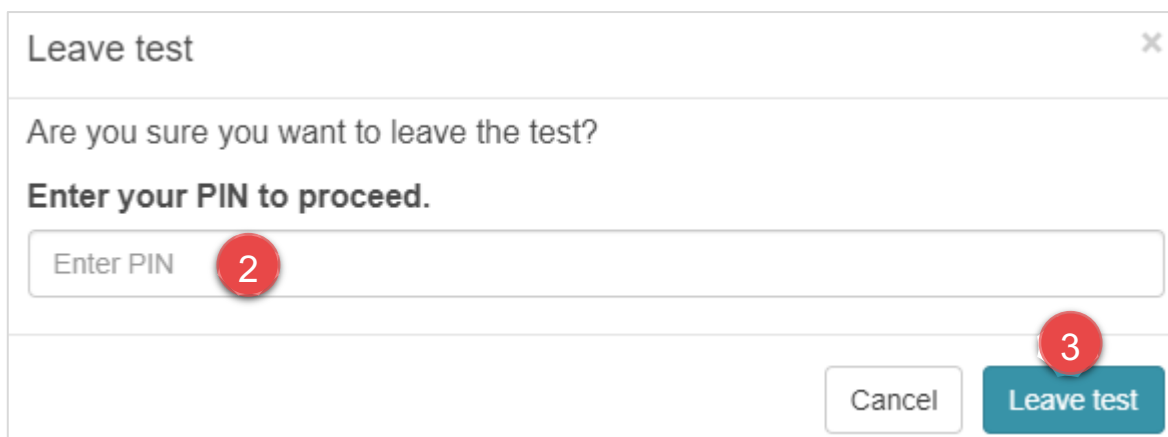 Leave test ×
Are you sure you want to leave the test?
Enter your PIN to proceed.
Enter PIN 2
3
Cancel Leave test